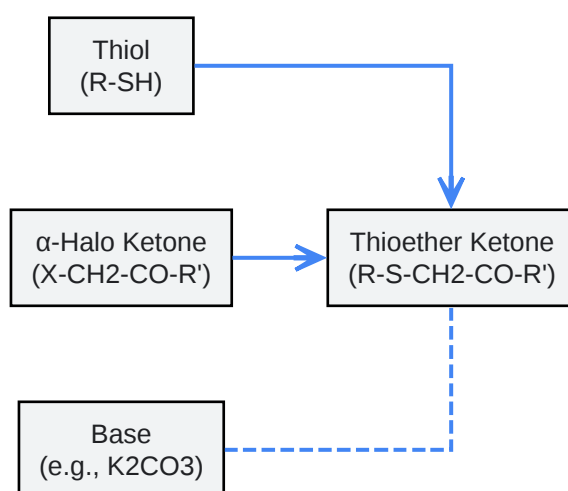 Thiol
(R-SH)
α-Halo Ketone
(X-CH2-CO-R')
Thioether Ketone
(R-S-CH2-CO-R')
Base
(e.g., K2CO3)